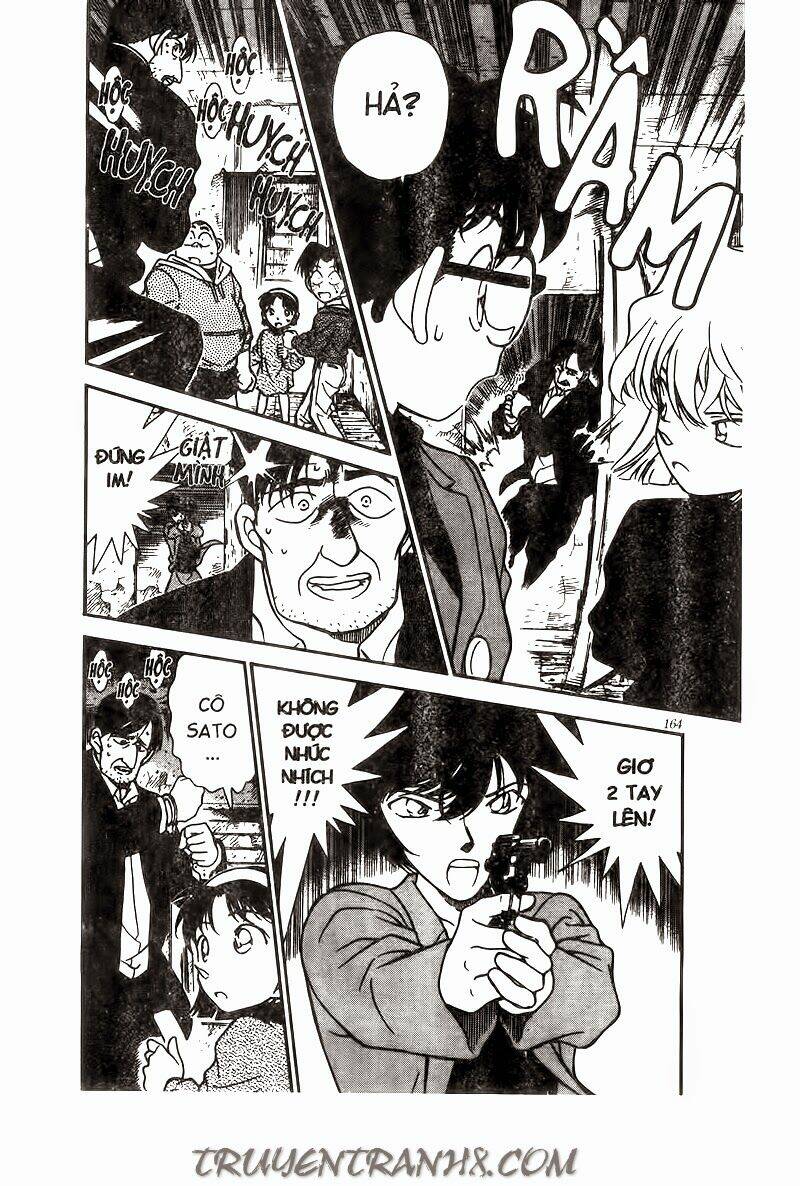 RẦM
HẢ?
HỘC
HỘC
HỘC
HUỴCH
HUỴCH
HUỴCH
HUỴCH
ĐỨNG
IM!
GIẬT
MÌNH
164
GIƠ
2 TAY
LÊN!
KHÔNG
ĐƯỢC
NHÚC
NHÍCH
!!!
CÔ
SATO
...
HỘC
HỘC
HỘC
TRUYENTRANH8.COM